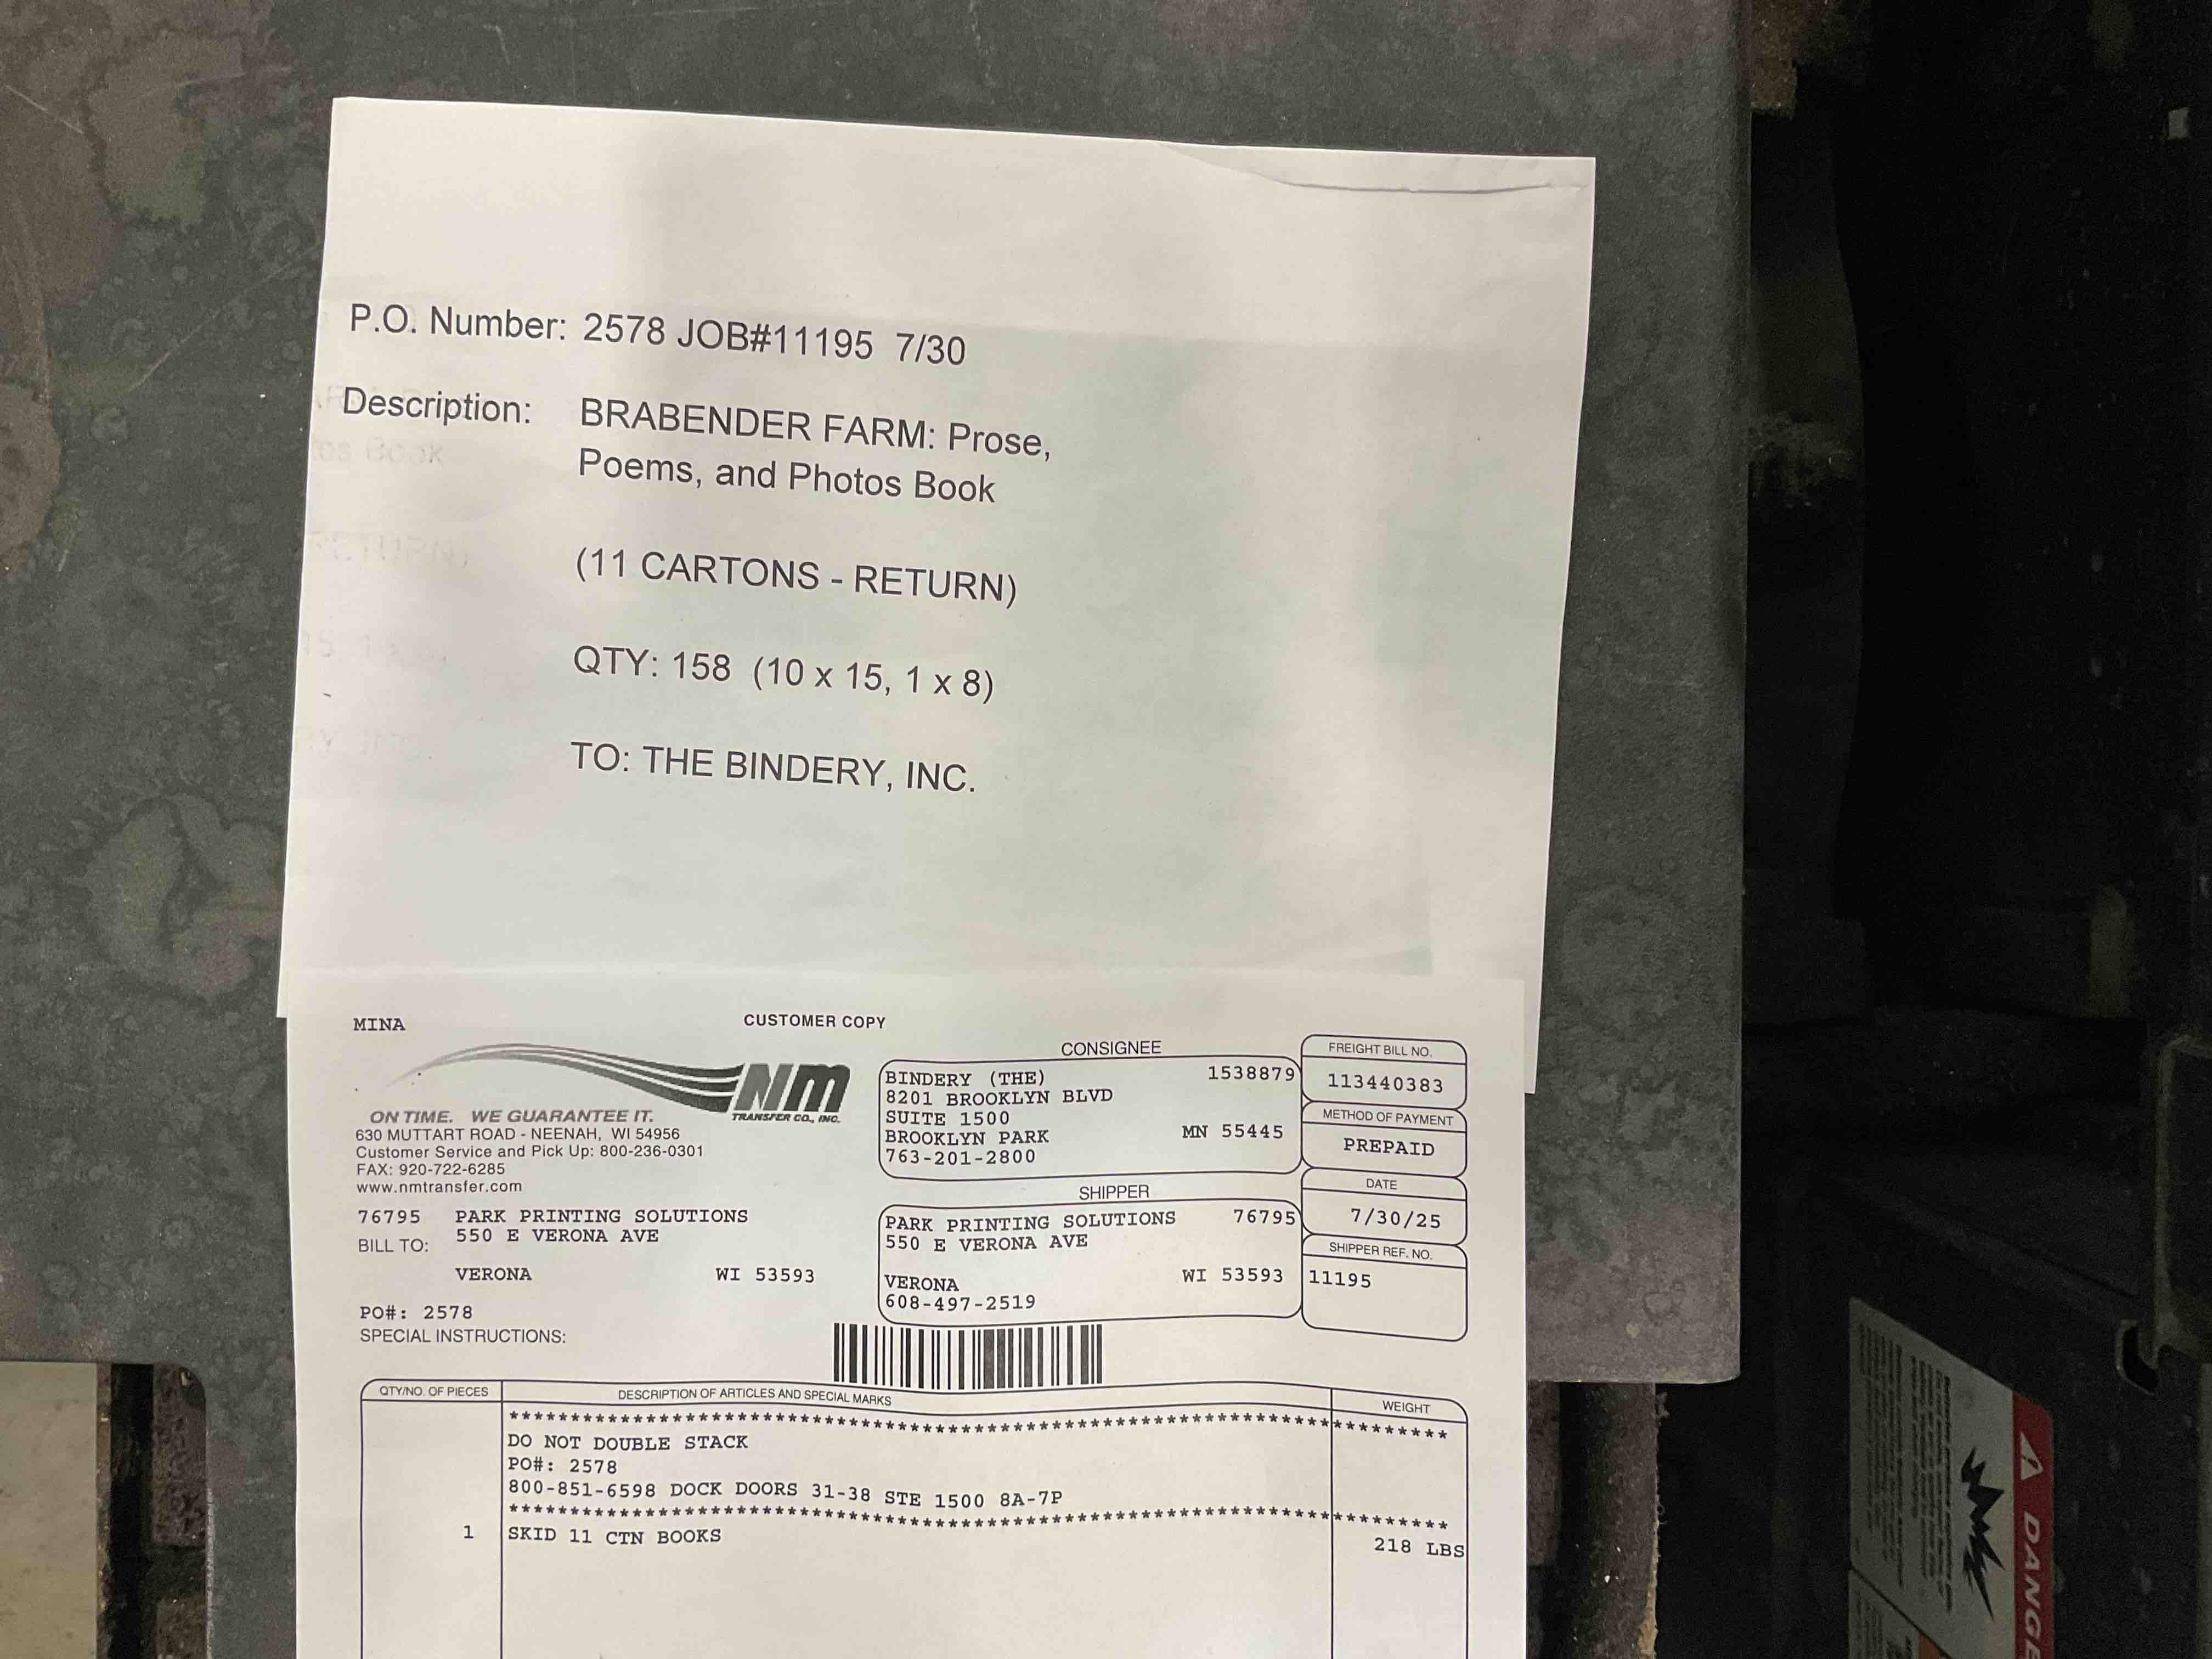 P.O. Number: 2578 JOB#11195 7/30
Description: BRABENDER FARM: Prose,
Poems, and Photos Book
(11 CARTONS - RETURN)
QTY: 158 (10 x 15, 1 x 8)
TO: THE BINDERY, INC.
MINA
CUSTOMER COPY
NM
TRANSFER CO., INC.
ON TIME. WE GUARANTEE IT.
630 MUTTART ROAD - NEENAH, WI 54956
Customer Service and Pick Up: 800-236-0301
FAX: 920-722-6285
www.nmtransfer.com
CONSIGNEE
BINDERY (THE) 1538879
8201 BROOKLYN BLVD
SUITE 1500
BROOKLYN PARK MN 55445
763-201-2800
FREIGHT BILL NO.
113440383
METHOD OF PAYMENT
PREPAID
DATE
7/30/25
SHIPPER REF. NO.
11195
76795 PARK PRINTING SOLUTIONS
BILL TO: 550 E VERONA AVE
VERONA WI 53593
SHIPPER
PARK PRINTING SOLUTIONS 76795
550 E VERONA AVE
VERONA WI 53593
608-497-2519
PO#: 2578
SPECIAL INSTRUCTIONS:
QTY/NO. OF PIECES DESCRIPTION OF ARTICLES AND SPECIAL MARKS WEIGHT
DO NOT DOUBLE STACK
PO#: 2578
800-851-6598 DOCK DOORS 31-38 STE 1500 8A-7P
1 SKID 11 CTN BOOKS 218 LBS